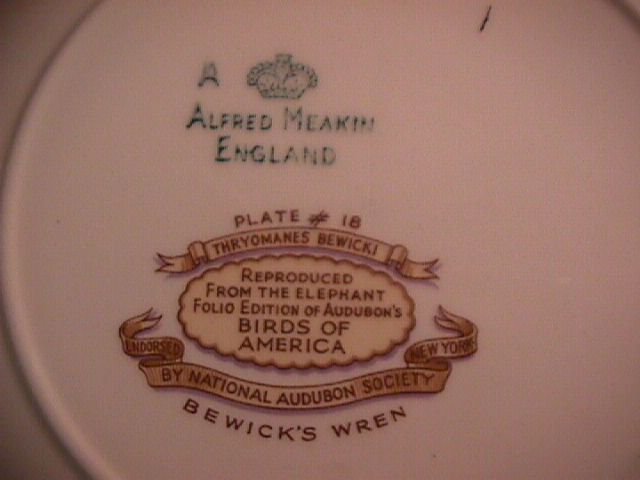 A
ALFRED MEAKIN
ENGLAND
PLATE # 18
THRYOMANES BEWICKI
REPRODUCED
FROM THE ELEPHANT
FOLIO EDITION OF AUDUBON'S
BIRDS OF
AMERICA
ENDORSED
BY NATIONAL AUDUBON SOCIETY
NEW YORK
BEWICK'S WREN